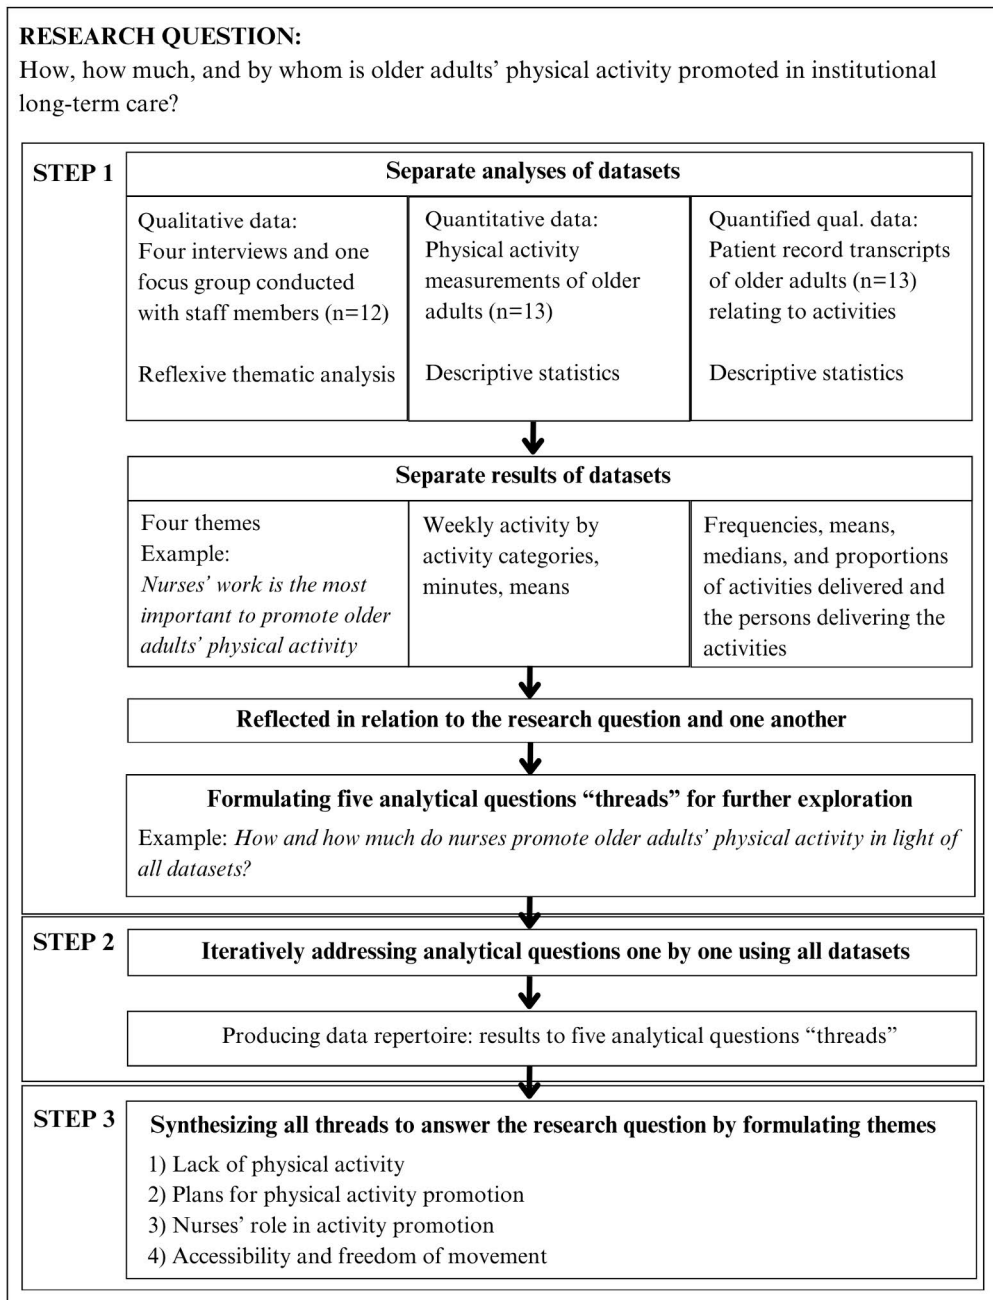 RESEARCH QUESTION:
How, how much, and by whom is older adults’ physical activity promoted in institutional
long-term care?
STEP 1
Separate analyses of datasets
Qualitative data:
Four interviews and one
focus group conducted
with staff members (n=12)
Reflexive thematic analysis
Quantitative data:
Physical activity
measurements of older
adults (n=13)
Descriptive statistics
Quantified qual. data:
Patient record transcripts
of older adults (n=13)
relating to activities
Descriptive statistics
Separate results of datasets
Four themes
Example:
Nurses’ work is the most
important to promote older
adults’ physical activity
Weekly activity by
activity categories,
minutes, means
Frequencies, means,
medians, and proportions
of activities delivered and
the persons delivering the
activities
Reflected in relation to the research question and one another
Formulating five analytical questions “threads” for further exploration
Example: How and how much do nurses promote older adults’ physical activity in light of
all datasets?
STEP 2
Iteratively addressing analytical questions one by one using all datasets
Producing data repertoire: results to five analytical questions “threads”
STEP 3
Synthesizing all threads to answer the research question by formulating themes
1) Lack of physical activity
2) Plans for physical activity promotion
3) Nurses’ role in activity promotion
4) Accessibility and freedom of movement